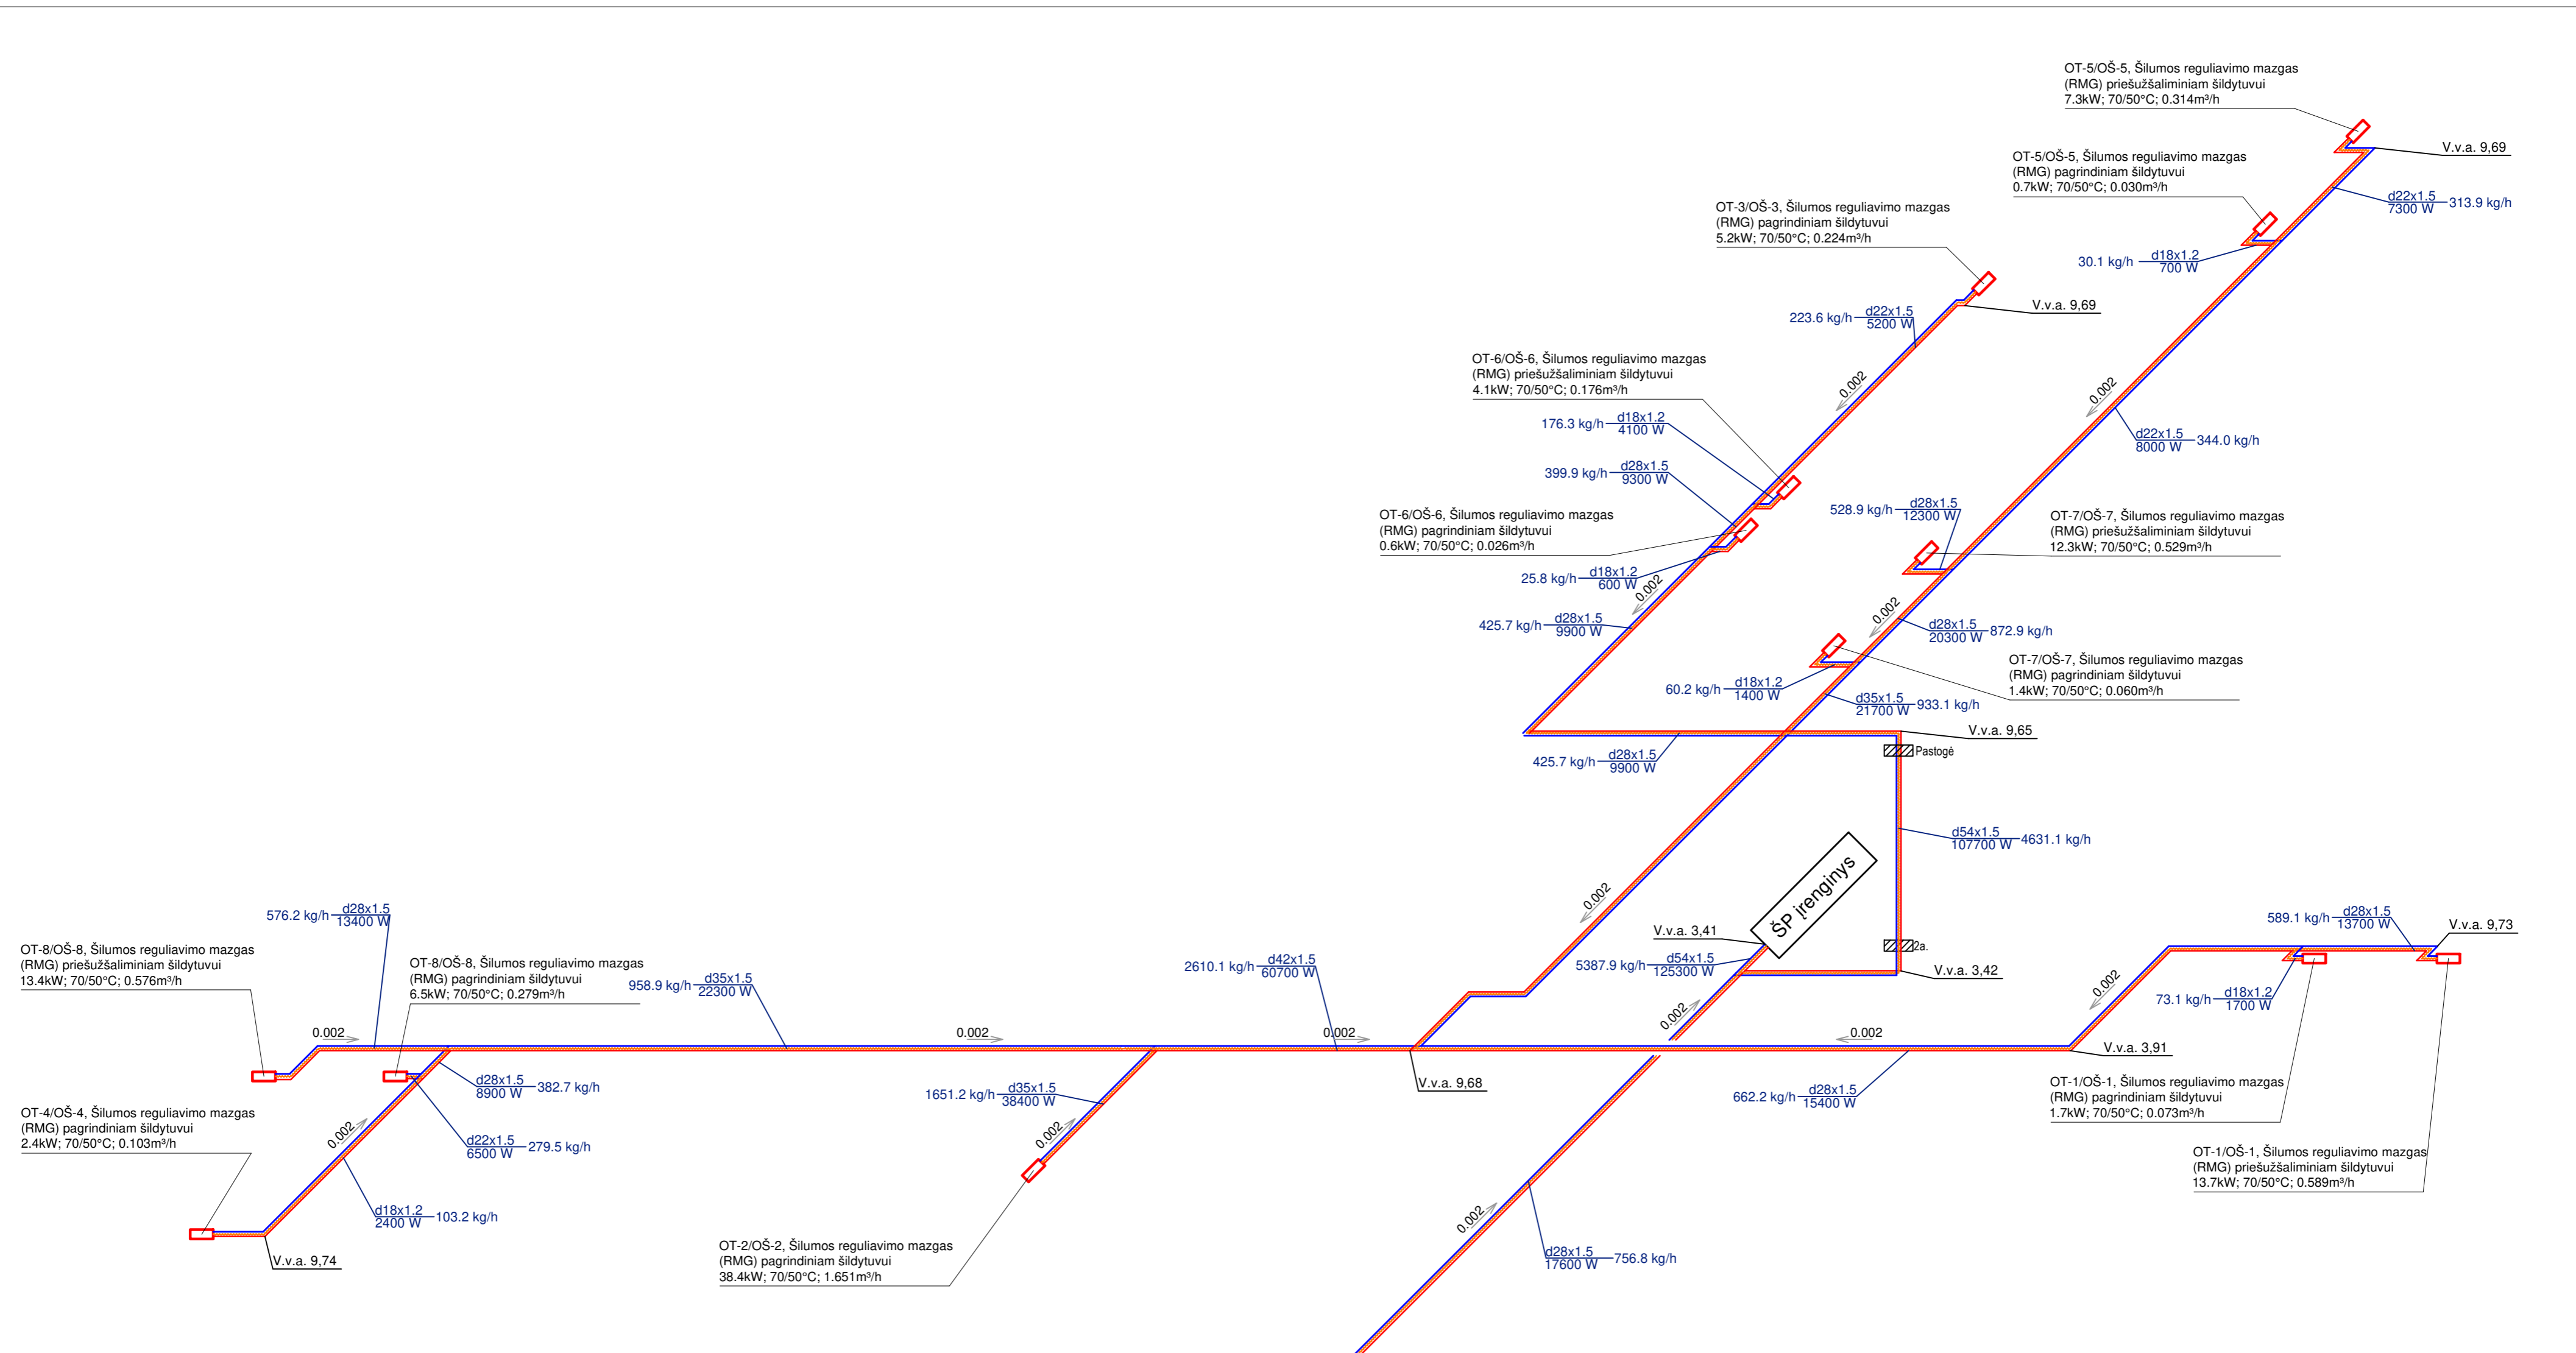 OT-5/OŠ-5, Šilumos reguliavimo mazgas
(RMG) priešužšaliminiam šildytuvui
7.3kW; 70/50°C; 0.314m³/h
V.v.a. 9,69
OT-5/OŠ-5, Šilumos reguliavimo mazgas
(RMG) pagrindiniam šildytuvui
0.7kW; 70/50°C; 0.030m³/h
d22x1.5
7300 W
313.9 kg/h
OT-3/OŠ-3, Šilumos reguliavimo mazgas
(RMG) pagrindiniam šildytuvui
5.2kW; 70/50°C; 0.224m³/h
30.1 kg/h
d18x1.2
700 W
V.v.a. 9,69
223.6 kg/h
d22x1.5
5200 W
OT-6/OŠ-6, Šilumos reguliavimo mazgas
(RMG) priešužšaliminiam šildytuvui
4.1kW; 70/50°C; 0.176m³/h
0.002
0.002
176.3 kg/h
d18x1.2
4100 W
d22x1.5
8000 W
344.0 kg/h
399.9 kg/h
d28x1.5
9300 W
OT-6/OŠ-6, Šilumos reguliavimo mazgas
(RMG) pagrindiniam šildytuvui
0.6kW; 70/50°C; 0.026m³/h
528.9 kg/h
d28x1.5
12300 W
OT-7/OŠ-7, Šilumos reguliavimo mazgas
(RMG) priešužšaliminiam šildytuvui
12.3kW; 70/50°C; 0.529m³/h
25.8 kg/h
d18x1.2
600 W
0.002
0.002
425.7 kg/h
d28x1.5
9900 W
d28x1.5
20300 W
872.9 kg/h
OT-7/OŠ-7, Šilumos reguliavimo mazgas
(RMG) pagrindiniam šildytuvui
1.4kW; 70/50°C; 0.060m³/h
60.2 kg/h
d18x1.2
1400 W
d35x1.5
21700 W
933.1 kg/h
V.v.a. 9,65
Pastogė
425.7 kg/h
d28x1.5
9900 W
d54x1.5
107700 W
4631.1 kg/h
ŠP įrenginys
0.002
576.2 kg/h
d28x1.5
13400 W
589.1 kg/h
d28x1.5
13700 W
V.v.a. 9,73
V.v.a. 3,41
2a.
OT-8/OŠ-8, Šilumos reguliavimo mazgas
(RMG) priešužšaliminiam šildytuvui
13.4kW; 70/50°C; 0.576m³/h
OT-8/OŠ-8, Šilumos reguliavimo mazgas
(RMG) pagrindiniam šildytuvui
6.5kW; 70/50°C; 0.279m³/h
958.9 kg/h
d35x1.5
22300 W
2610.1 kg/h
d42x1.5
60700 W
5387.9 kg/h
d54x1.5
125300 W
V.v.a. 3,42
0.002
73.1 kg/h
d18x1.2
1700 W
0.002
0.002
0.002
0.002
0.002
V.v.a. 3,91
d28x1.5
8900 W
382.7 kg/h
V.v.a. 9,68
1651.2 kg/h
d35x1.5
38400 W
662.2 kg/h
d28x1.5
15400 W
OT-1/OŠ-1, Šilumos reguliavimo mazgas
(RMG) pagrindiniam šildytuvui
1.7kW; 70/50°C; 0.073m³/h
OT-4/OŠ-4, Šilumos reguliavimo mazgas
(RMG) pagrindiniam šildytuvui
2.4kW; 70/50°C; 0.103m³/h
0.002
d22x1.5
6500 W
279.5 kg/h
0.002
OT-1/OŠ-1, Šilumos reguliavimo mazgas
(RMG) priešužšaliminiam šildytuvui
13.7kW; 70/50°C; 0.589m³/h
d18x1.2
2400 W
103.2 kg/h
0.002
V.v.a. 9,74
OT-2/OŠ-2, Šilumos reguliavimo mazgas
(RMG) pagrindiniam šildytuvui
38.4kW; 70/50°C; 1.651m³/h
d28x1.5
17600 W
756.8 kg/h